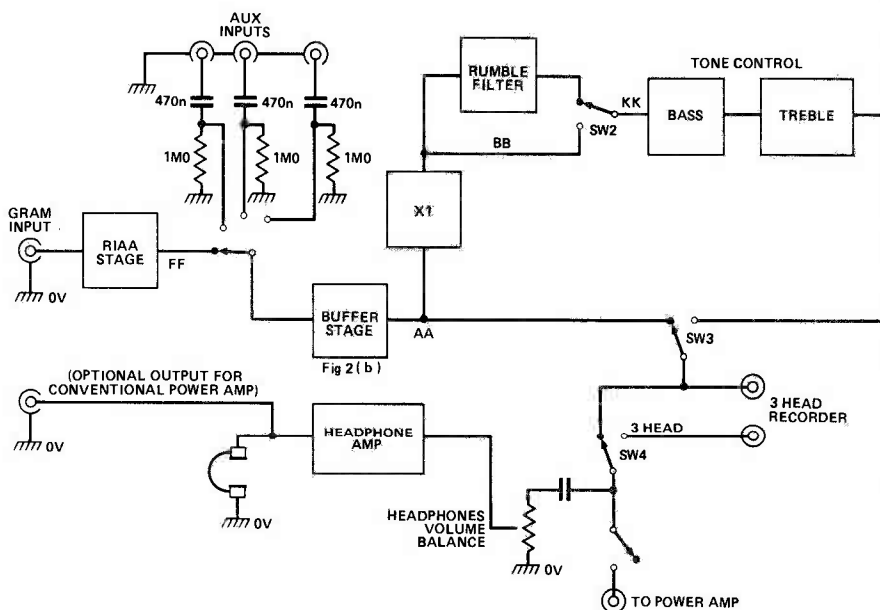 AUX
INPUTS
470n
470n
470n
1M0
1M0
1M0
RUMBLE
FILTER
SW2
KK
BB
TONE CONTROL
BASS
TREBLE
X1
GRAM
INPUT
0V
RIAA
STAGE
FF
BUFFER
STAGE
Fig 2(b)
AA
SW3
(OPTIONAL OUTPUT FOR
CONVENTIONAL POWER AMP)
0V
0V
HEADPHONE
AMP
HEADPHONES
VOLUME
BALANCE
0V
3 HEAD
RECORDER
3 HEAD
SW4
TO POWER AMP